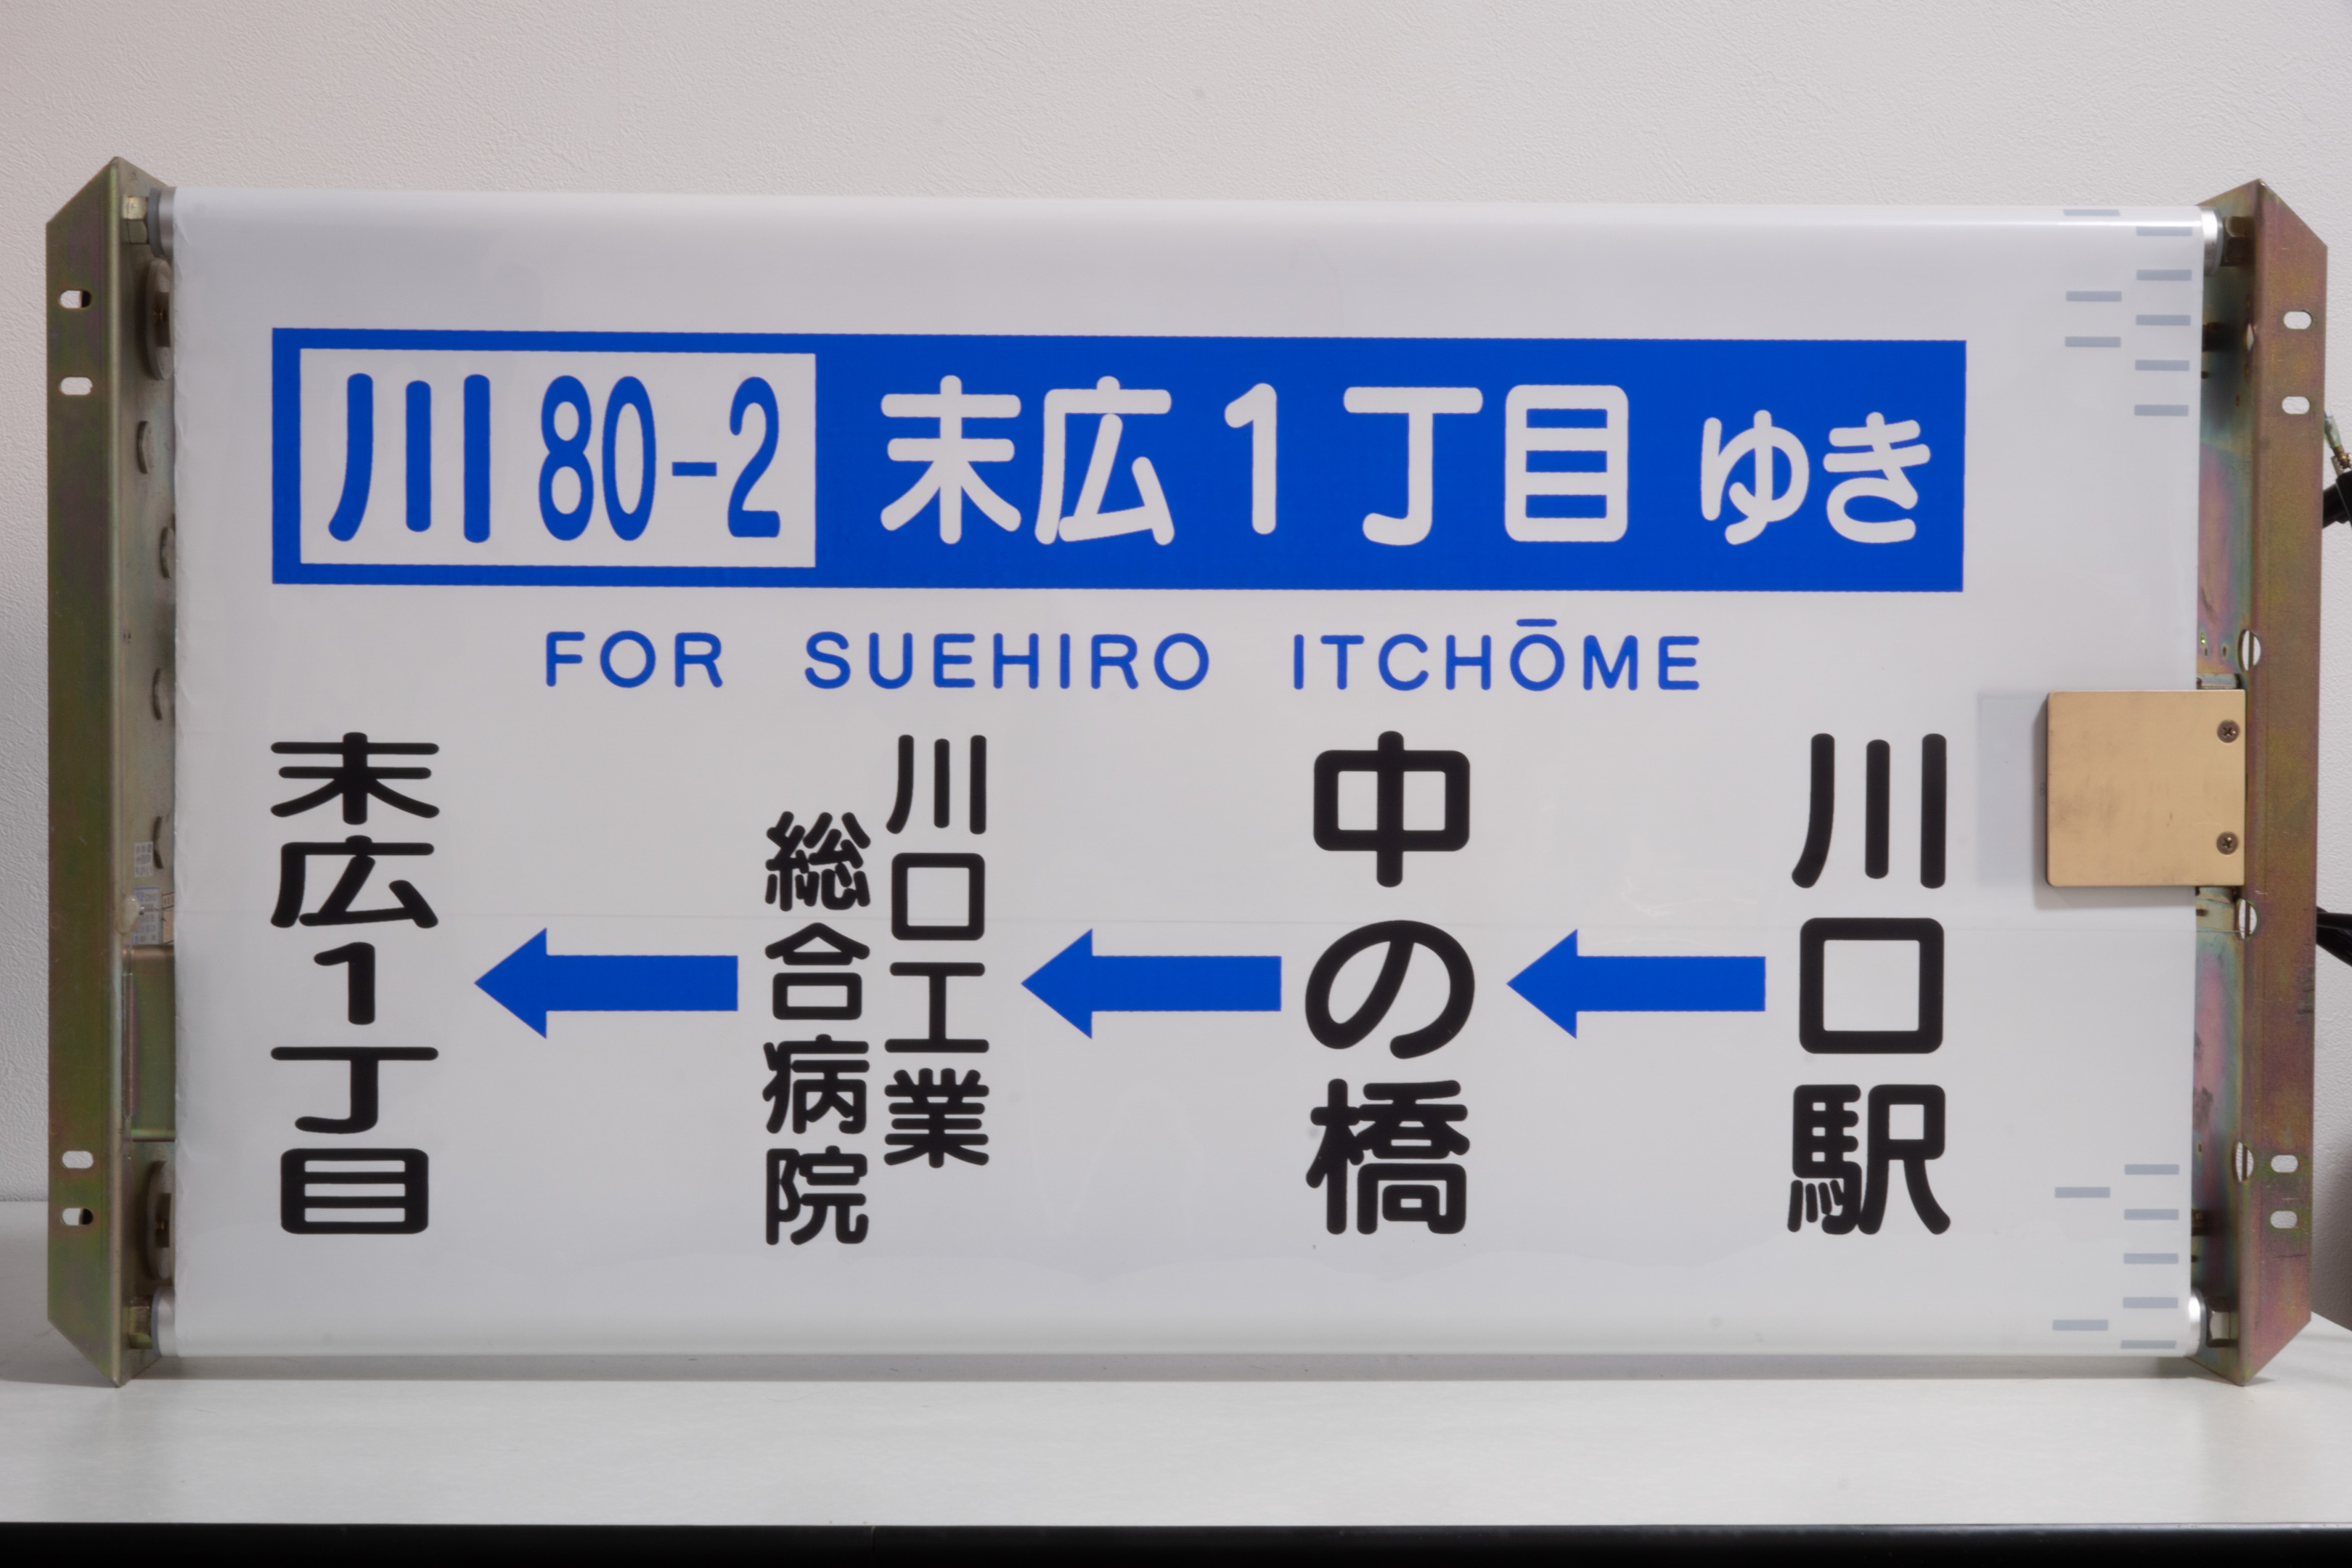 川80-2 末広1丁目ゆき
FOR SUEHIRO ITCHŌME
川口駅
中の橋
川口工業
総合病院
末広1丁目